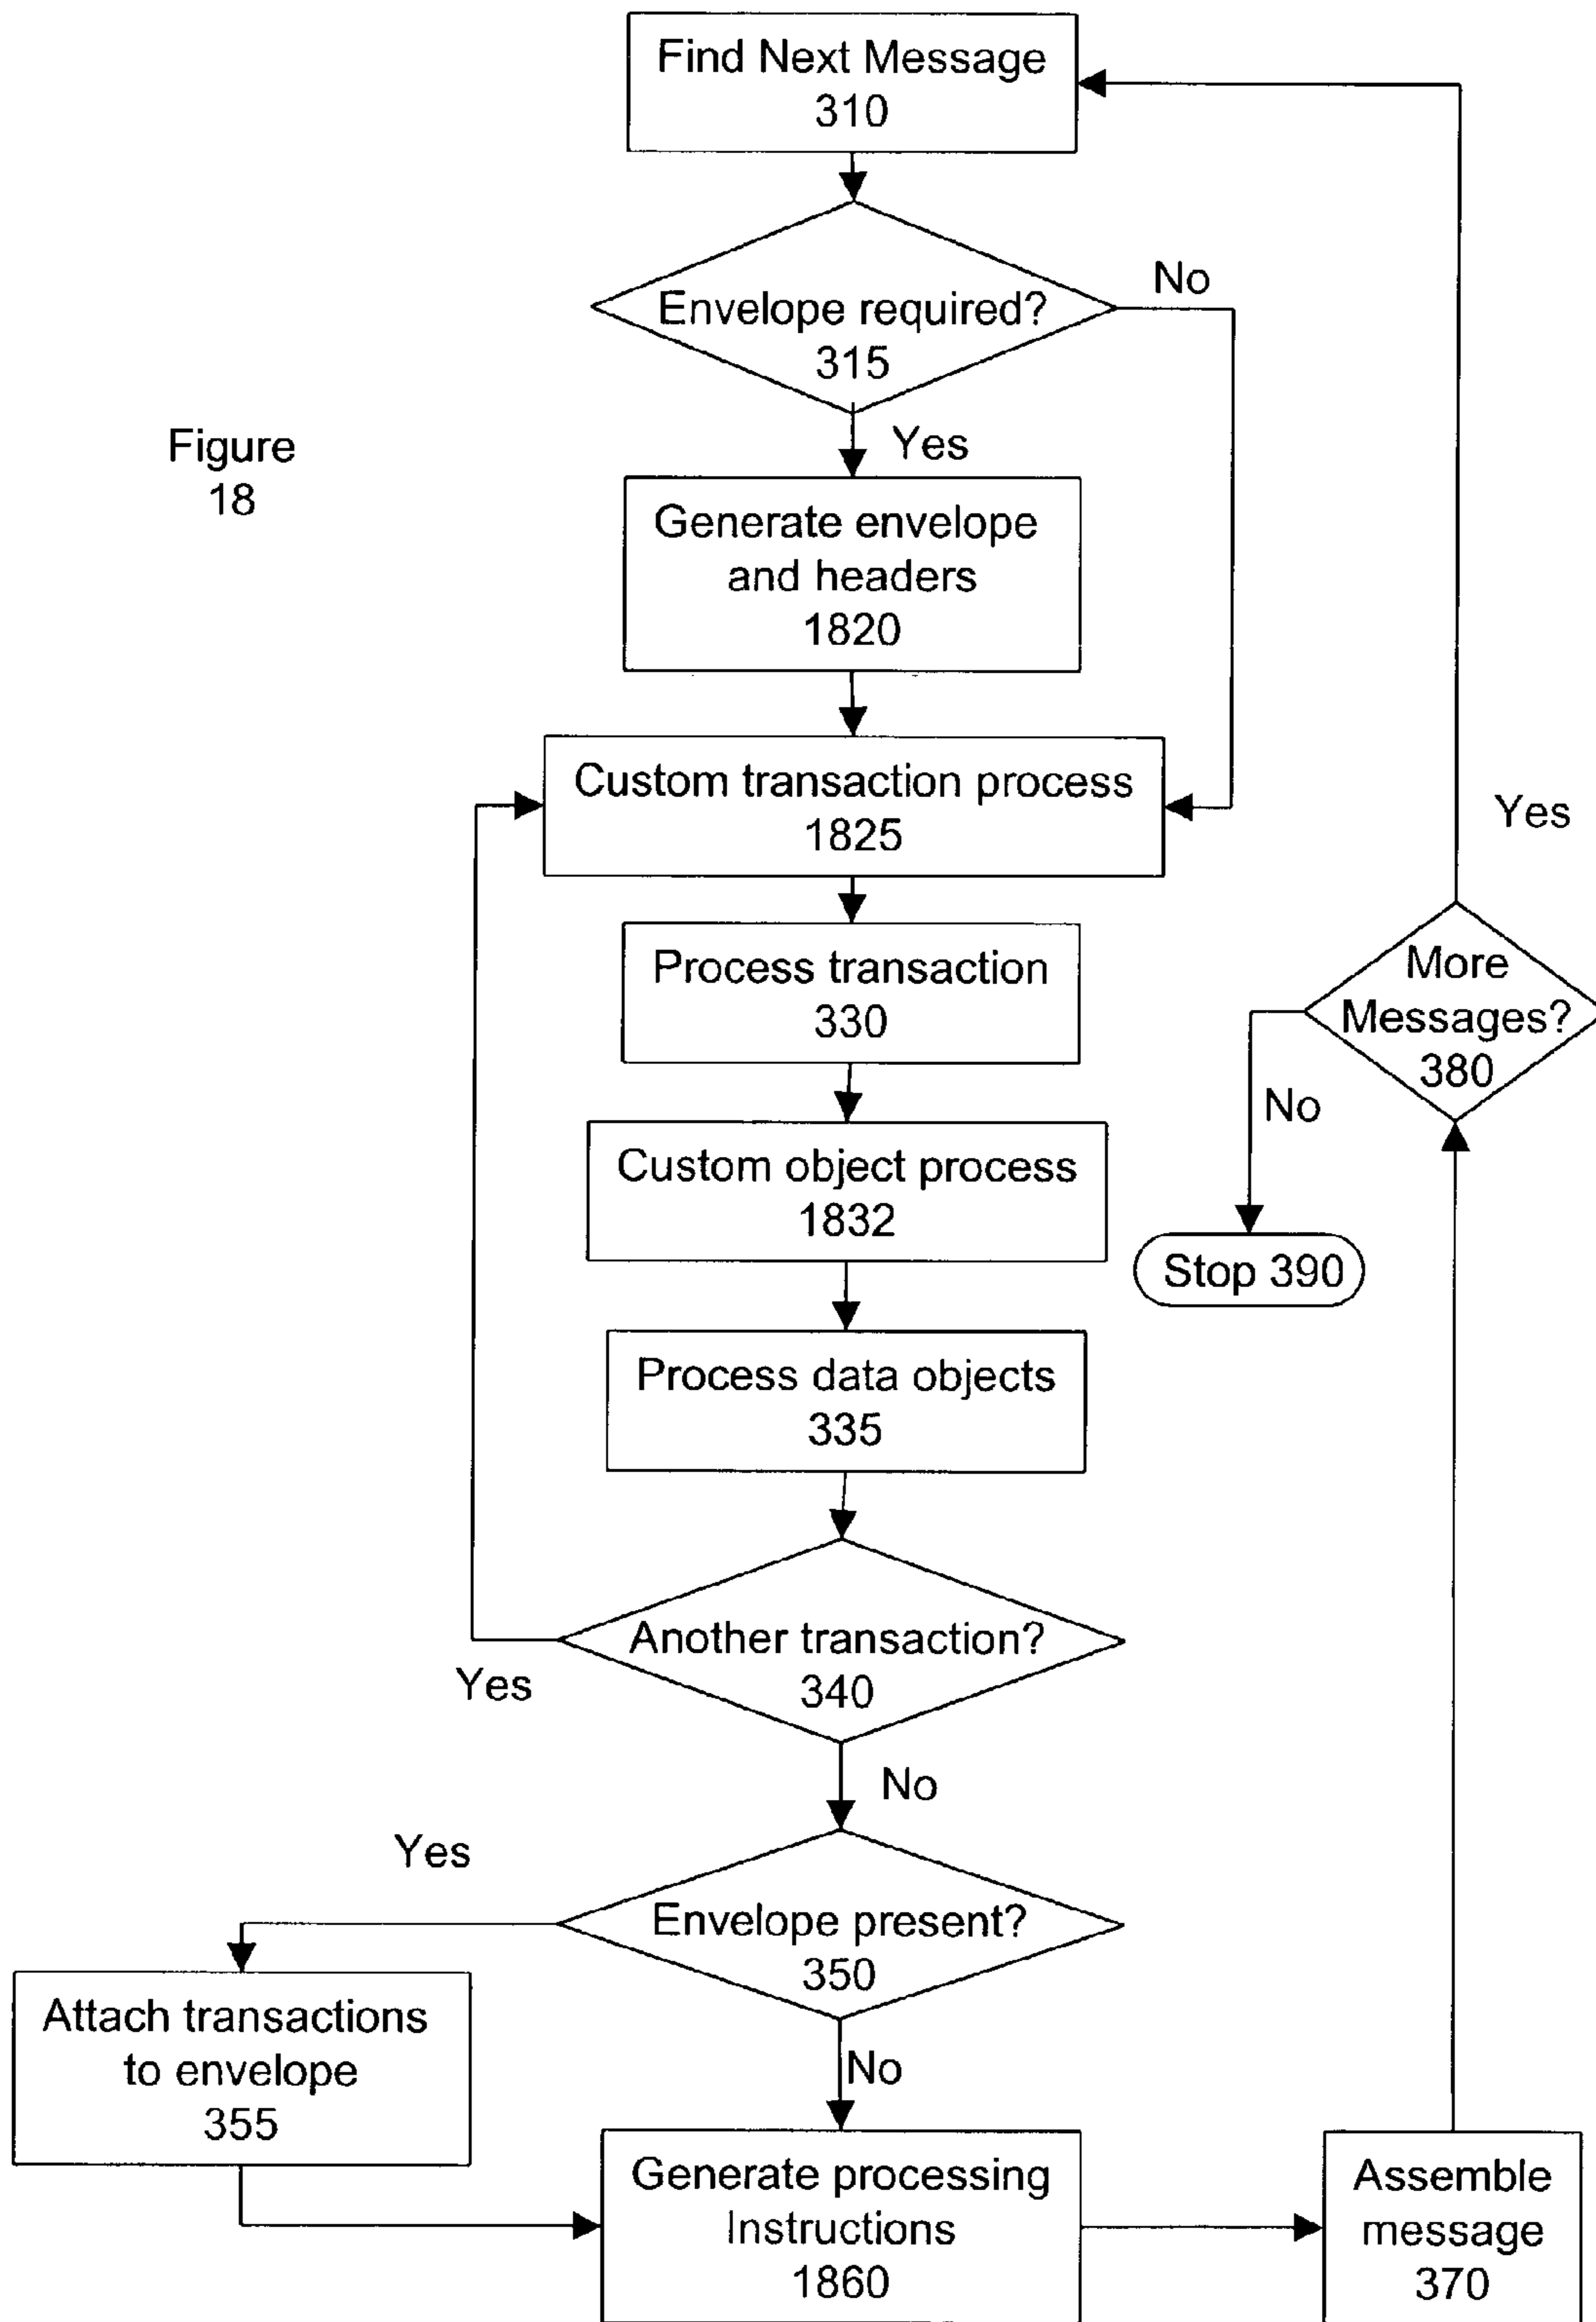 Find Next Message
310
No
Envelope required?
315
Figure
18
Yes
Generate envelope
and headers
1820
Custom transaction process
1825
Yes
Process transaction
330
More
Messages?
380
No
Custom object process
1832
Stop 390
Process data objects
335
Another transaction?
340
Yes
No
Yes
Envelope present?
350
Attach transactions
to envelope
355
No
Generate processing
Instructions
1860
Assemble
message
370